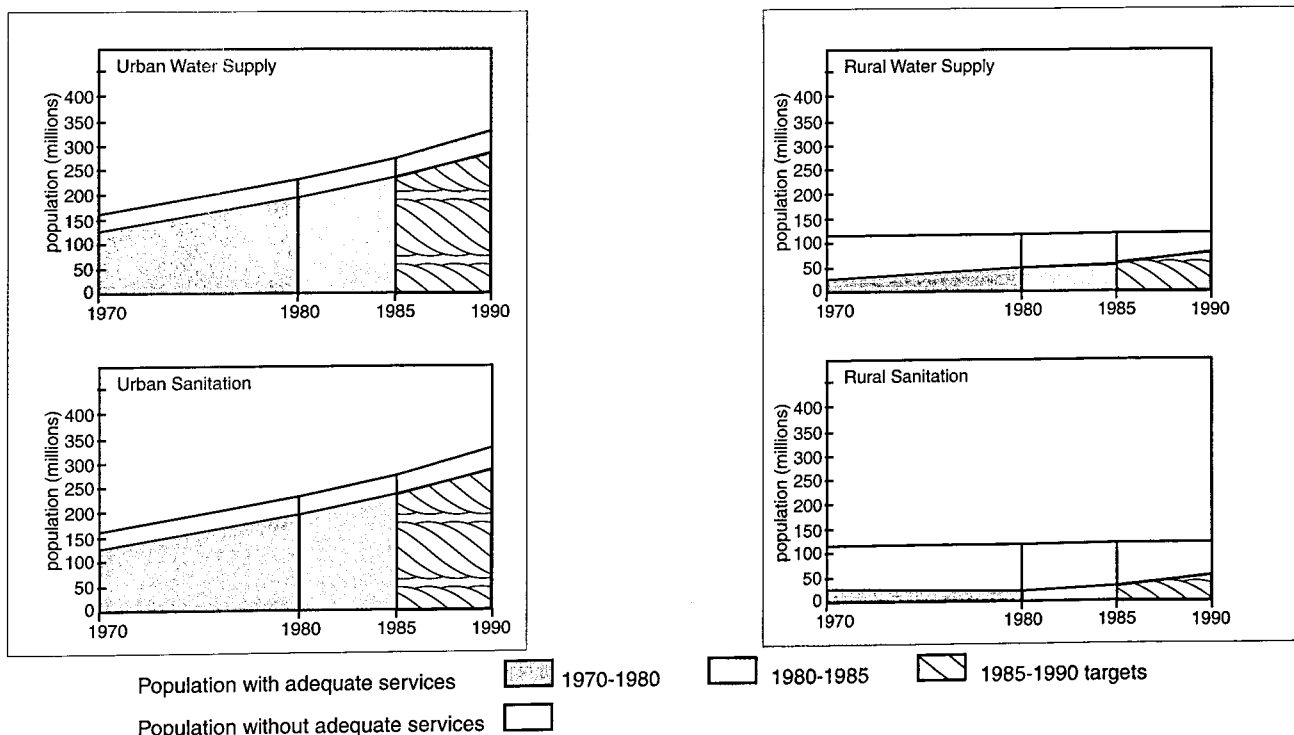 Urban Water Supply
population (millions)
400
350
300
250
200
150
100
50
0
1970 1980 1985 1990
Rural Water Supply
population (millions)
400
350
300
250
200
150
100
50
0
1970 1980 1985 1990
Urban Sanitation
population (millions)
400
350
300
250
200
150
100
50
0
1970 1980 1985 1990
Rural Sanitation
population (millions)
400
350
300
250
200
150
100
50
0
1970 1980 1985 1990
Population with adequate services 1970-1980 1980-1985 1985-1990 targets
Population without adequate services